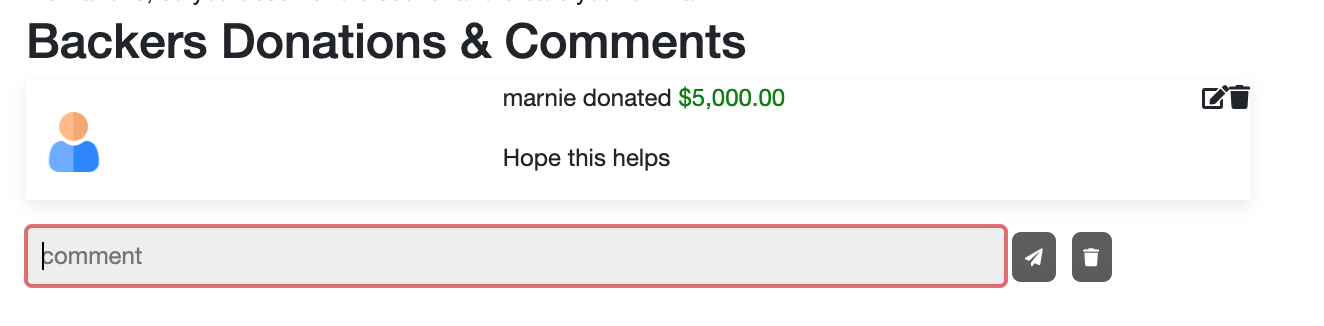 Backers Donations & Comments
marnie donated $5,000.00
Hope this helps
comment